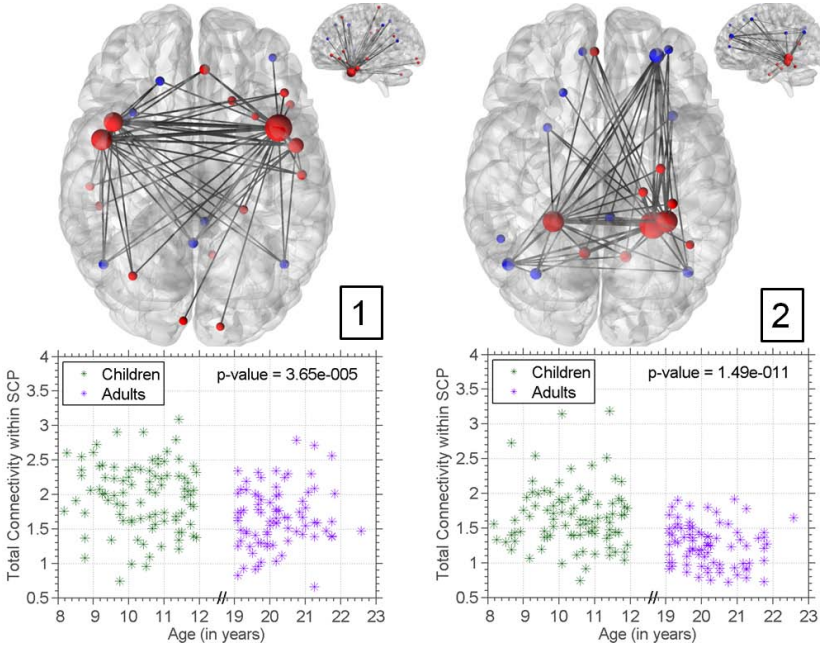 1
2
Total Connectivity within SCP
4
3.5
3
2.5
2
1.5
1
0.5
Children
Adults
p-value = 3.65e-005
8 9 10 11 12 // 19 20 21 22 23
Age (in years)
Total Connectivity within SCP
4
3.5
3
2.5
2
1.5
1
0.5
Children
Adults
p-value = 1.49e-011
8 9 10 11 12 // 19 20 21 22 23
Age (in years)